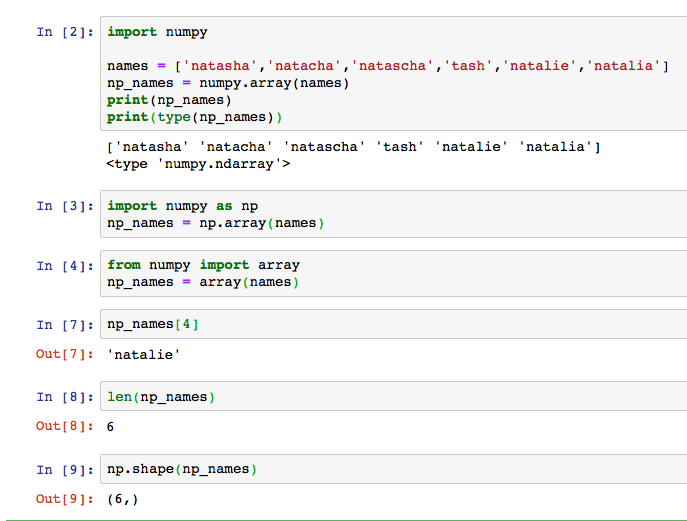 In [2]: import numpy
names = ['natasha','natacha','natascha','tash','natalie','natalia']
np_names = numpy.array(names)
print(np_names)
print(type(np_names))
['natasha' 'natacha' 'natascha' 'tash' 'natalie' 'natalia']
<type 'numpy.ndarray'>
In [3]: import numpy as np
np_names = np.array(names)
In [4]: from numpy import array
np_names = array(names)
In [7]: np_names[4]
Out[7]: 'natalie'
In [8]: len(np_names)
Out[8]: 6
In [9]: np.shape(np_names)
Out[9]: (6,)